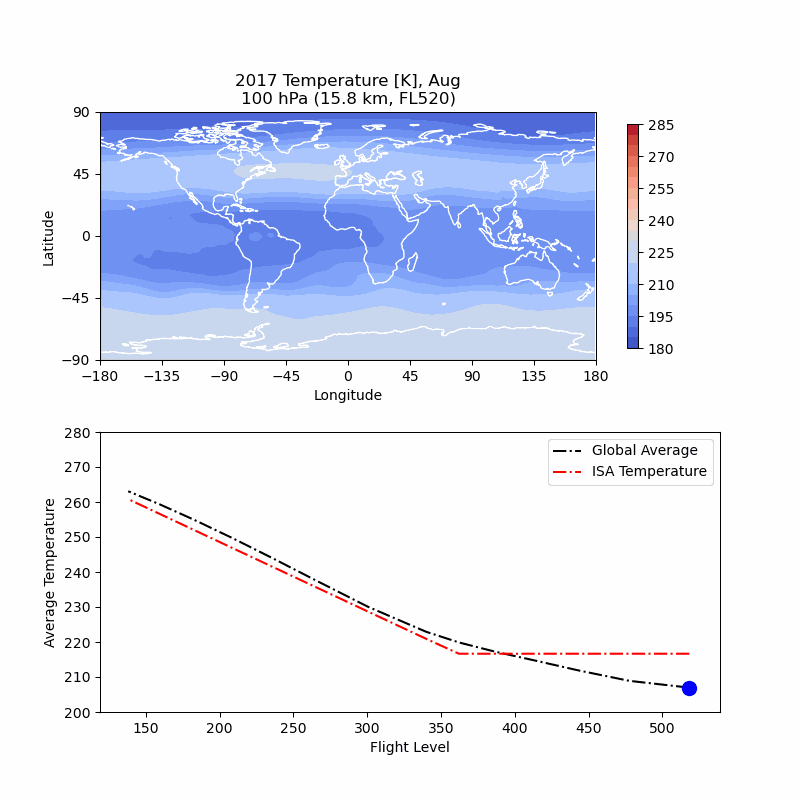 2017 Temperature [K], Aug
100 hPa (15.8 km, FL520)
90
45
0
−45
−90
Latitude
−180 −135 −90 −45 0 45 90 135 180
Longitude
285
270
255
240
225
210
195
180
280
270
260
250
240
230
220
210
200
Average Temperature
Global Average
ISA Temperature
150 200 250 300 350 400 450 500
Flight Level